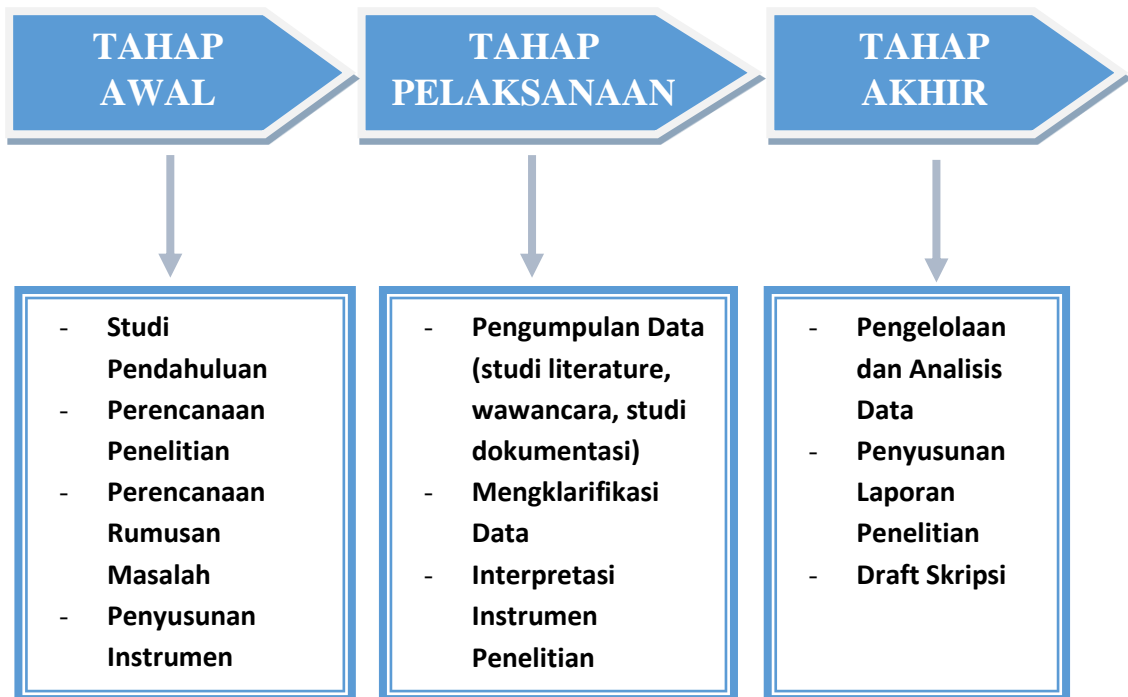 TAHAP
AWAL
TAHAP
PELAKSANAAN
TAHAP
AKHIR
- Studi
Pendahuluan
- Perencanaan
Penelitian
- Perencanaan
Rumusan
Masalah
- Penyusunan
Instrumen
- Pengumpulan Data
(studi literature,
wawancara, studi
dokumentasi)
- Mengklarifikasi
Data
- Interpretasi
Instrumen
Penelitian
- Pengelolaan
dan Analisis
Data
- Penyusunan
Laporan
Penelitian
- Draft Skripsi